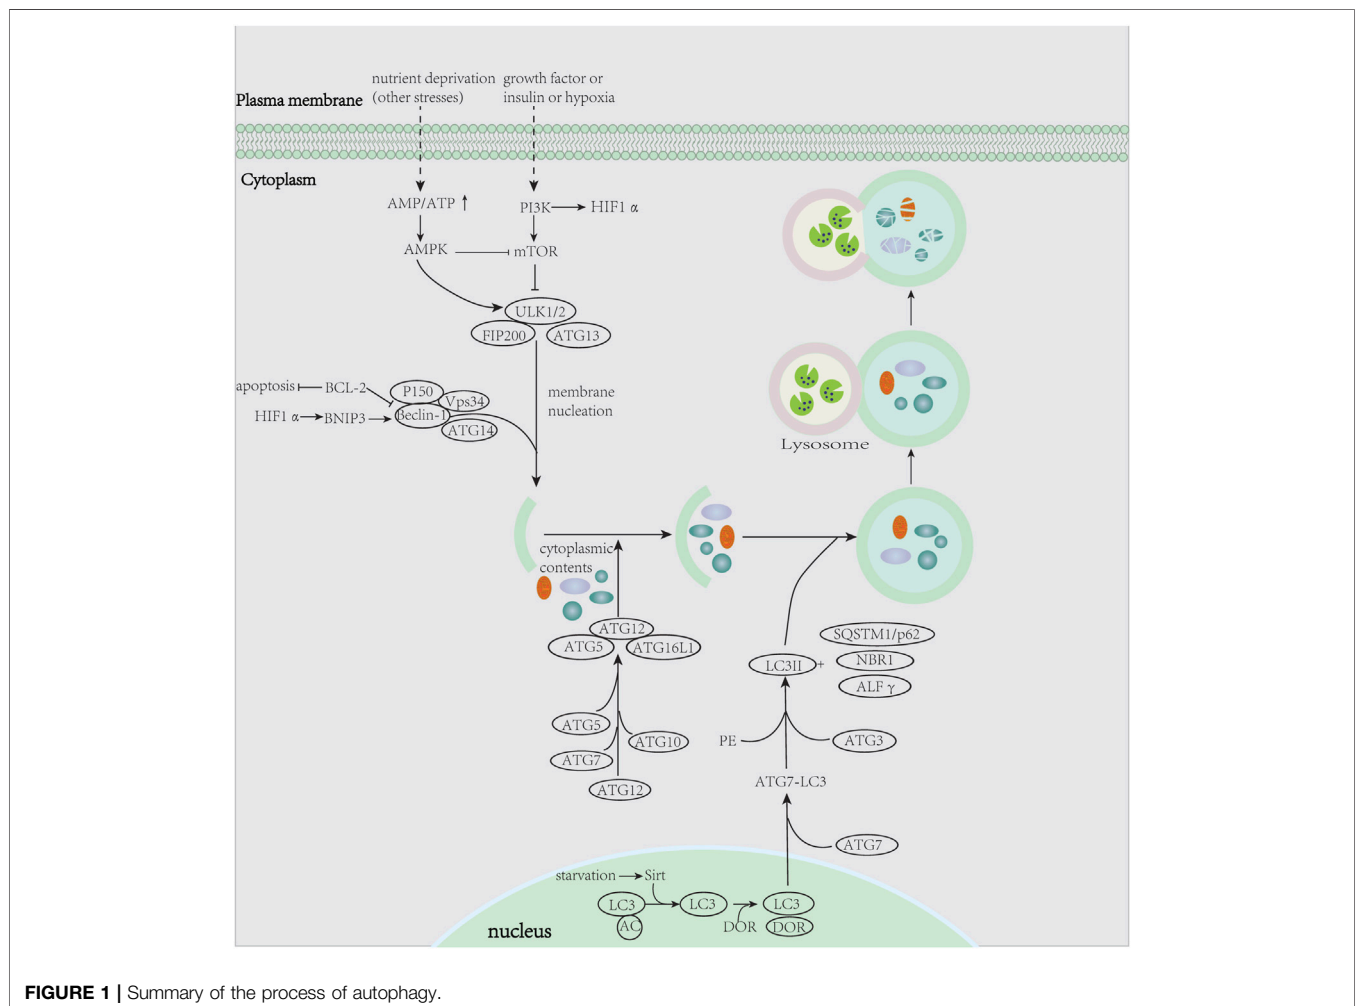 nutrient deprivation
(other stresses)
growth factor or
insulin or hypoxia
Plasma membrane
Cytoplasm
AMP/ATP
PI3K
HIF1 α
AMPK
mTOR
ULK1/2
FIP200
ATG13
apoptosis
BCL-2
P150
Vps34
HIF1 α
BNIP3
Beclin-1
ATG14
membrane
nucleation
Lysosome
cytoplasmic
contents
ATG12
ATG5
ATG16L1
SQSTM1/p62
LC3II
+
NBR1
ALF γ
ATG5
ATG10
ATG7
ATG12
PE
ATG3
ATG7-LC3
ATG7
starvation
Sirt
LC3
AC
LC3
DOR
LC3
DOR
nucleus
FIGURE 1 | Summary of the process of autophagy.